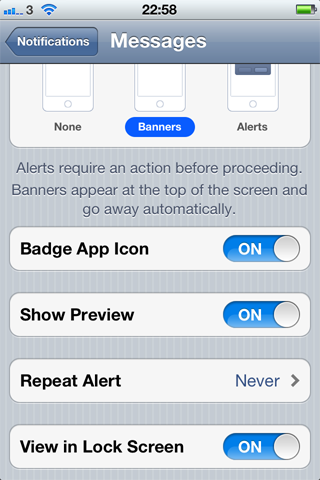 3 22:58
Notifications Messages
None Banners Alerts
Alerts require an action before proceeding.
Banners appear at the top of the screen and
go away automatically.
Badge App Icon ON
Show Preview ON
Repeat Alert Never
View in Lock Screen ON